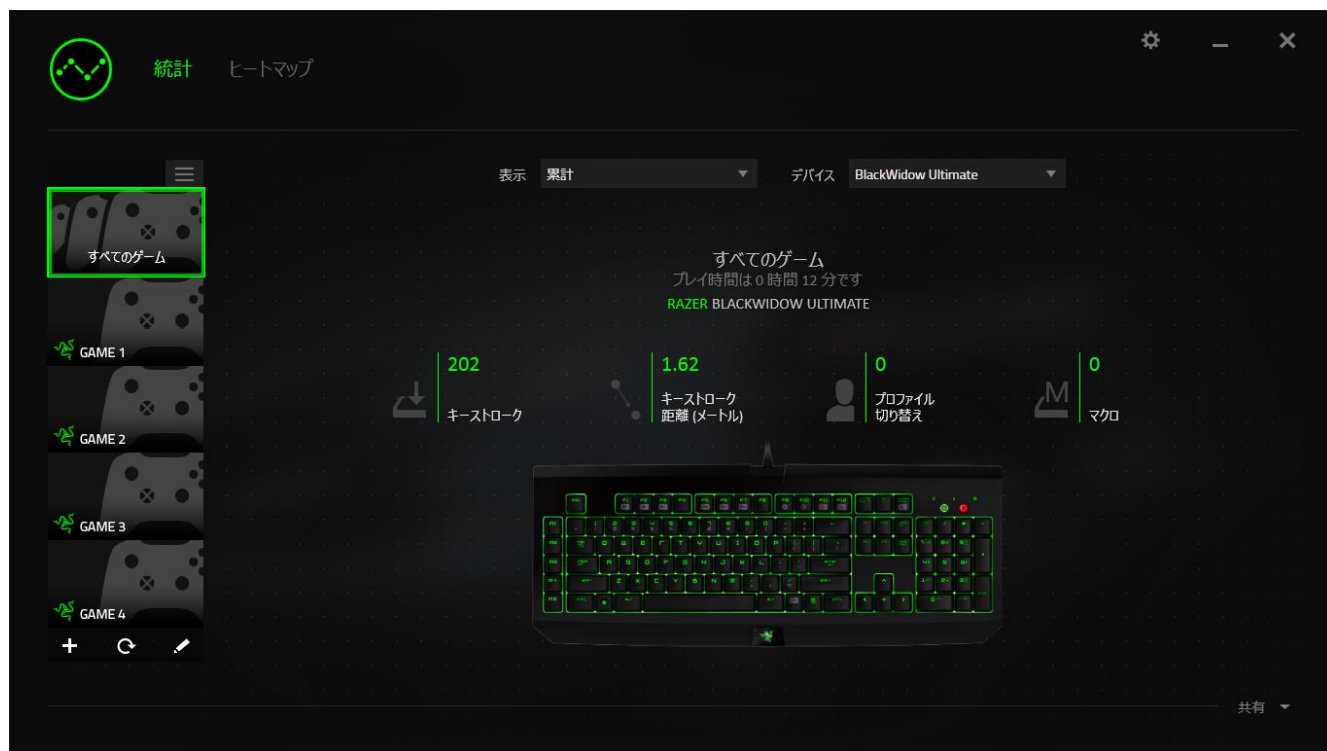 統計 ヒートマップ
表示 累計 デバイス BlackWidow Ultimate
すべてのゲーム
GAME 1
GAME 2
GAME 3
GAME 4
すべてのゲーム
プレイ時間は 0 時間 12 分です
RAZER BLACKWIDOW ULTIMATE
202
キーストローク
1.62
キーストローク
距離 (メートル)
0
プロファイル
切り替え
0
M
マクロ
共有